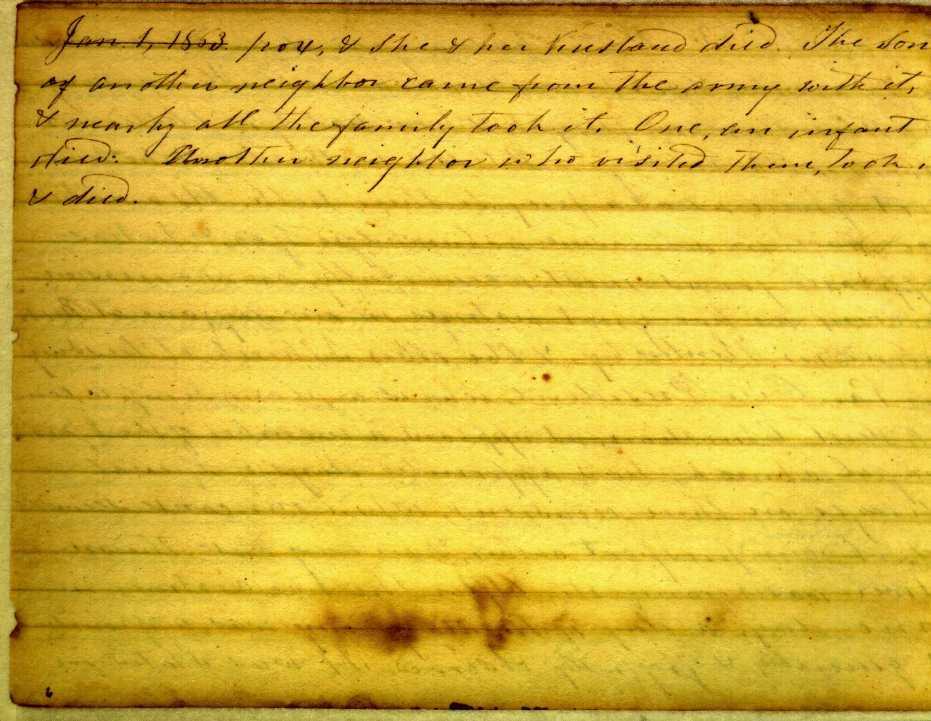 Jan. 1, 1863. pox, & she & her husband died. The son
of another neighbor came from the army with it,
& nearly all the family took it. One, an infant
died. Another neighbor who visited them, took
& died.
6